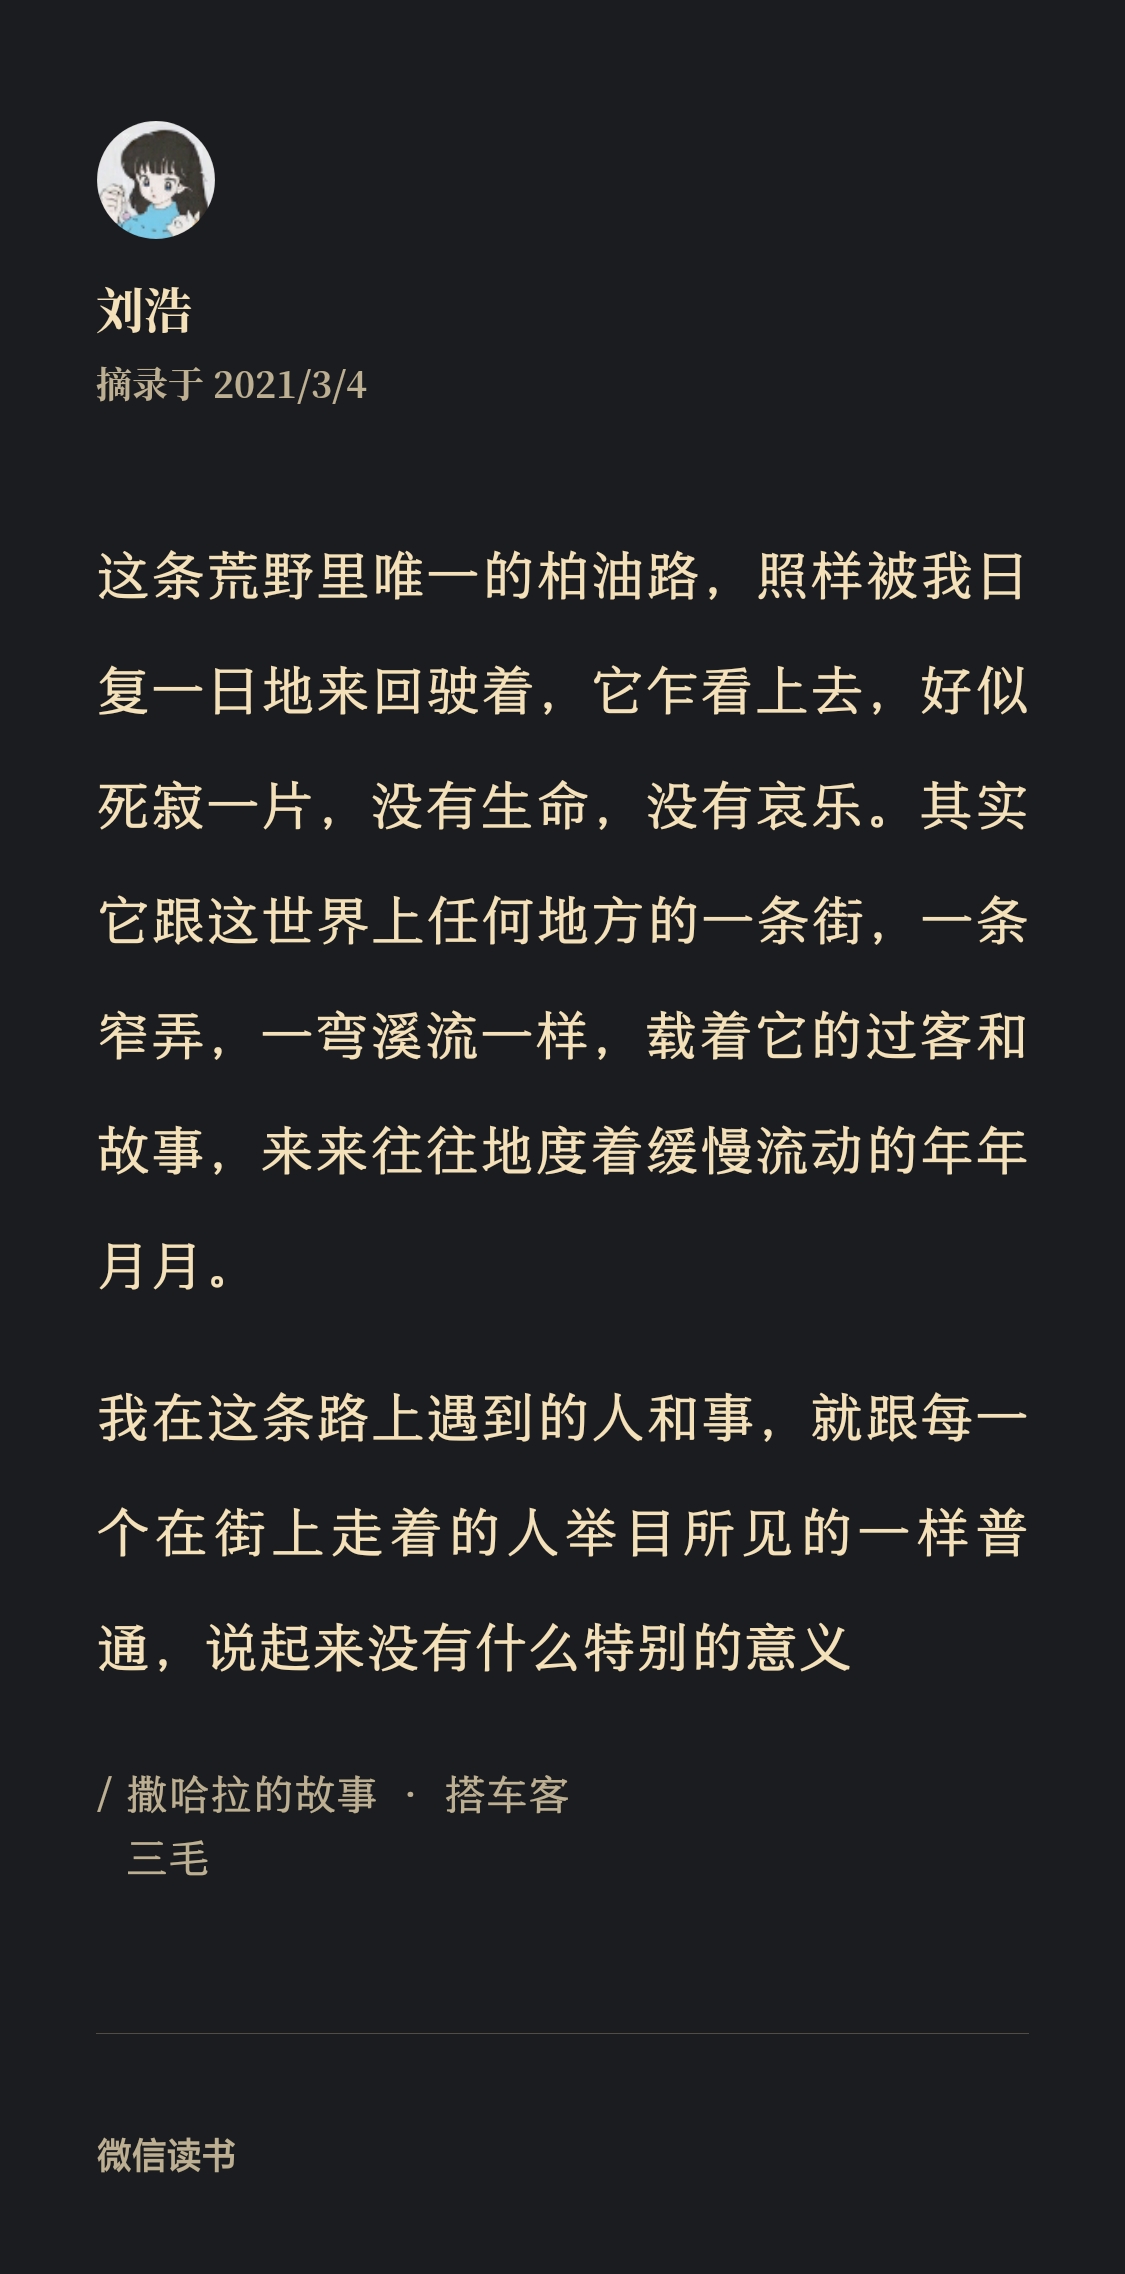 刘浩
摘录于 2021/3/4
这条荒野里唯一的柏油路，照样被我日
复一日地来回驶着，它乍看上去，好似
死寂一片，没有生命，没有哀乐。其实
它跟这世界上任何地方的一条街，一条
窄弄，一弯溪流一样，载着它的过客和
故事，来来往往地度着缓慢流动的年年
月月。
我在这条路上遇到的人和事，就跟每一
个在街上走着的人举目所见的一样普
通，说起来没有什么特别的意义
/ 撒哈拉的故事 · 搭车客
三毛
微信读书